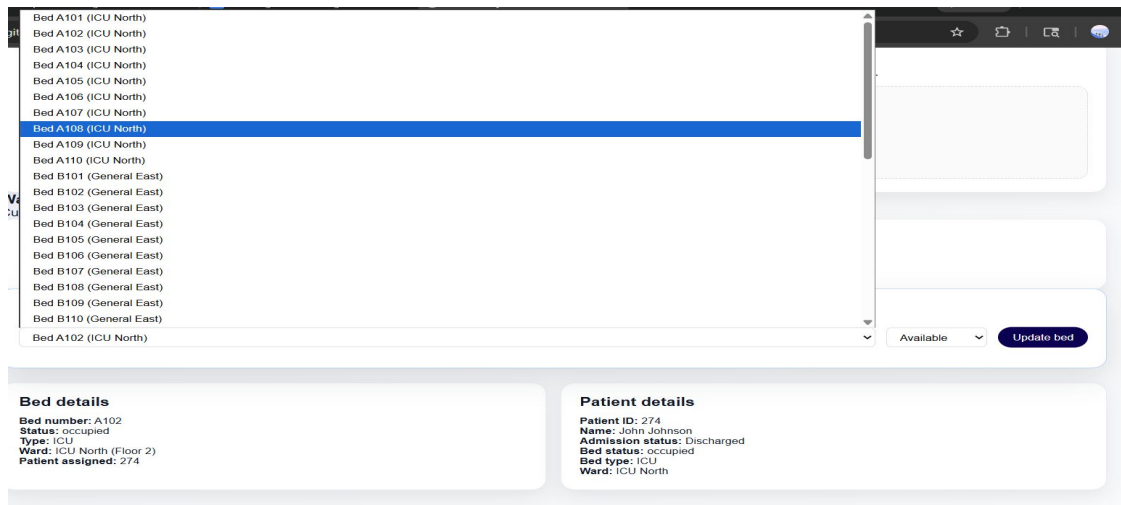 Bed A101 (ICU North)
Bed A102 (ICU North)
Bed A103 (ICU North)
Bed A104 (ICU North)
Bed A105 (ICU North)
Bed A106 (ICU North)
Bed A107 (ICU North)
Bed A108 (ICU North)
Bed A109 (ICU North)
Bed A110 (ICU North)
Bed B101 (General East)
Bed B102 (General East)
Bed B103 (General East)
Bed B104 (General East)
Bed B105 (General East)
Bed B106 (General East)
Bed B107 (General East)
Bed B108 (General East)
Bed B109 (General East)
Bed B110 (General East)
Bed A102 (ICU North) Available Update bed
Bed details
Bed number: A102
Status: occupied
Type: ICU
Ward: ICU North (Floor 2)
Patient assigned: 274
Patient details
Patient ID: 274
Name: John Johnson
Admission status: Discharged
Bed status: occupied
Bed type: ICU
Ward: ICU North